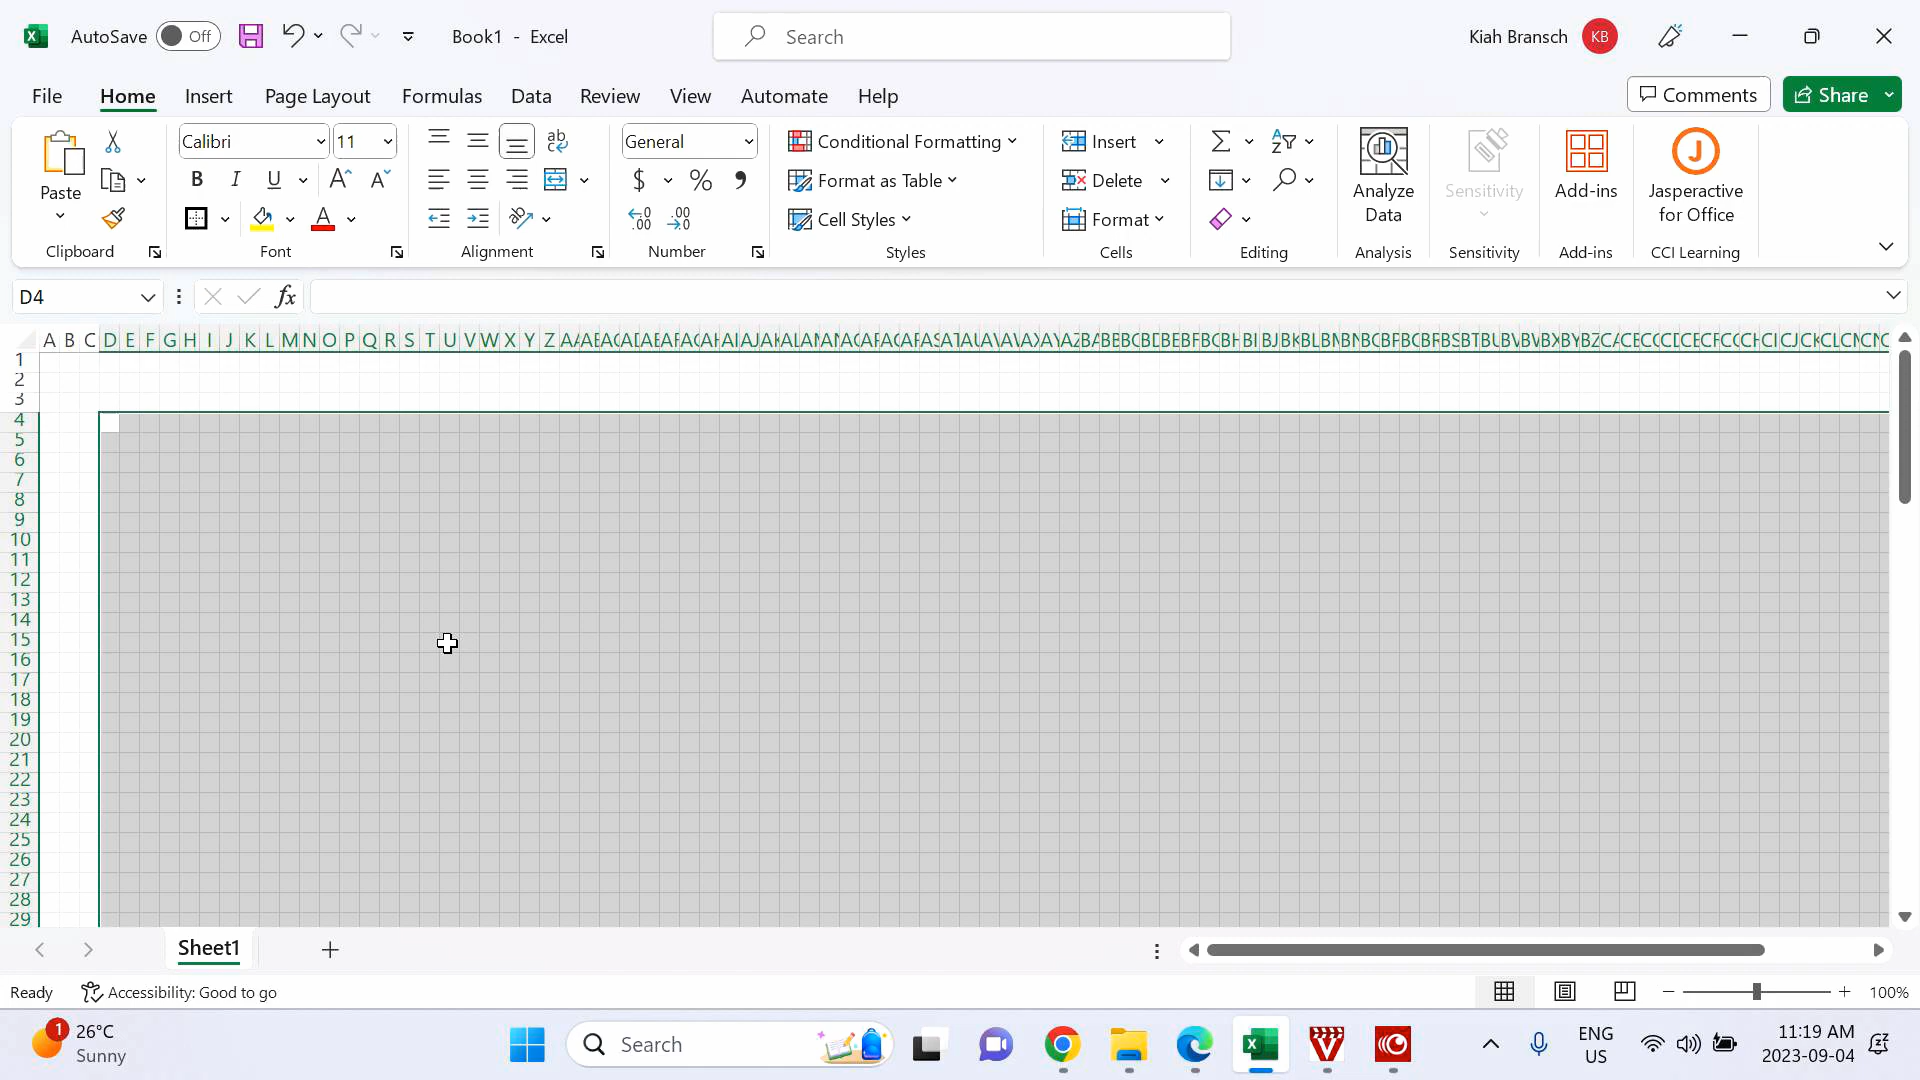 AutoSave Off Book1 - Excel Search Kiah Bransch KB
File Home Insert Page Layout Formulas Data Review View Automate Help Comments Share
Paste Calibri 11 ab General Conditional Formatting Insert Analyze Data Sensitivity Add-ins Jasperactive for Office
B I U $ % Format as Table Delete
A Cell Styles Format
Clipboard Font Alignment Number Styles Cells Editing Analysis Sensitivity Add-ins CCI Learning
D4 fx
A B C D E F G H I J K L M N O P Q R S T U V W X Y Z
1
2
3
4
5
6
7
8
9
10
11
12
13
14
15
16
17
18
19
20
21
22
23
24
25
26
27
28
29
Sheet1
Ready Accessibility: Good to go 100%
1 26°C Sunny Search ENG US 11:19 AM 2023-09-04